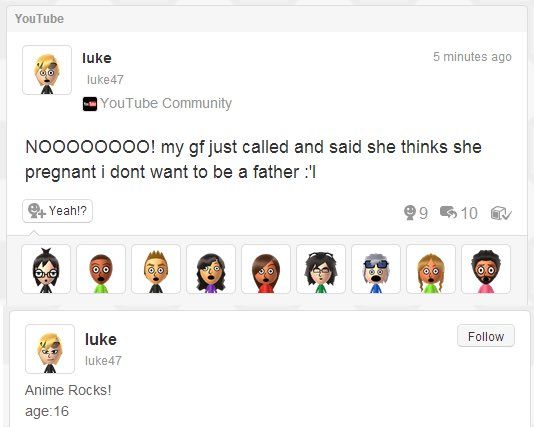 YouTube
luke
5 minutes ago
luke47
YouTube Community
NOOOOOOOO! my gf just called and said she thinks she
pregnant i dont want to be a father :'l
Yeah!?
9
10
luke
Follow
luke47
Anime Rocks!
age:16